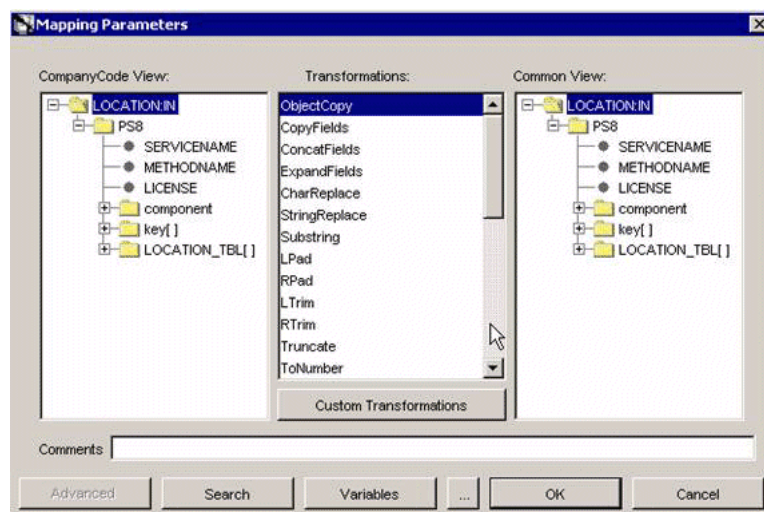 Mapping Parameters
CompanyCode View:
Transformations:
Common View:
LOCATION:IN
PS8
SERVICENAME
METHODNAME
LICENSE
component
key[ ]
LOCATION_TBL[ ]
ObjectCopy
CopyFields
ConcatFields
ExpandFields
CharReplace
StringReplace
Substring
LPad
RPad
LTrim
RTrim
Truncate
ToNumber
Custom Transformations
LOCATION:IN
PS8
SERVICENAME
METHODNAME
LICENSE
component
key[ ]
LOCATION_TBL[ ]
Comments
Advanced
Search
Variables
...
OK
Cancel